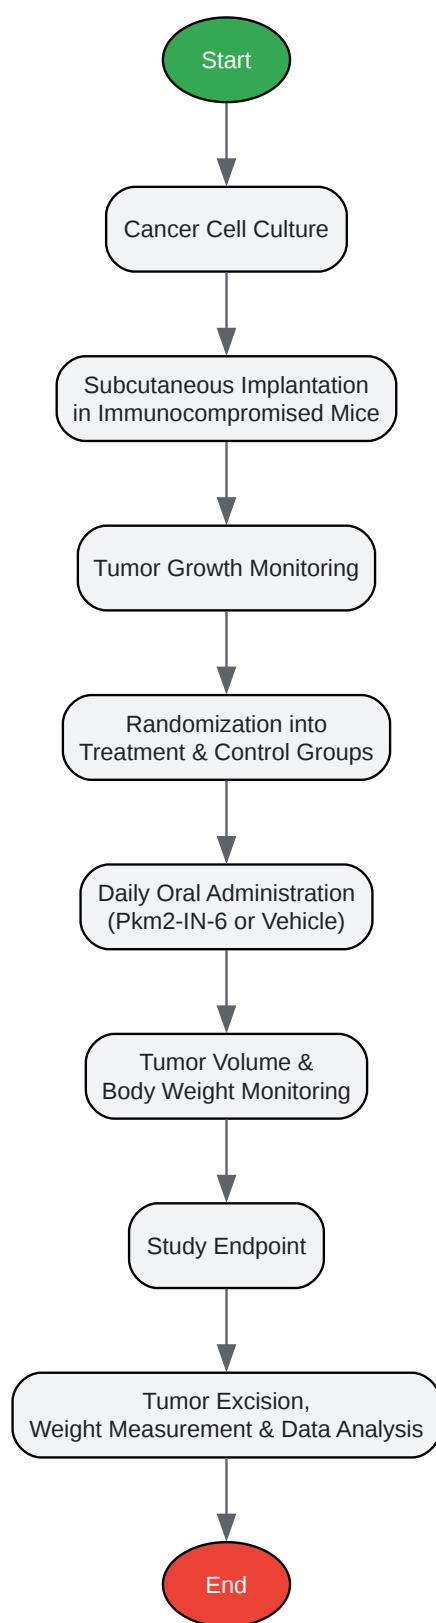 Start
Cancer Cell Culture
Subcutaneous Implantation
in Immunocompromised Mice
Tumor Growth Monitoring
Randomization into
Treatment & Control Groups
Daily Oral Administration
(Pkm2-IN-6 or Vehicle)
Tumor Volume &
Body Weight Monitoring
Study Endpoint
Tumor Excision,
Weight Measurement & Data Analysis
End